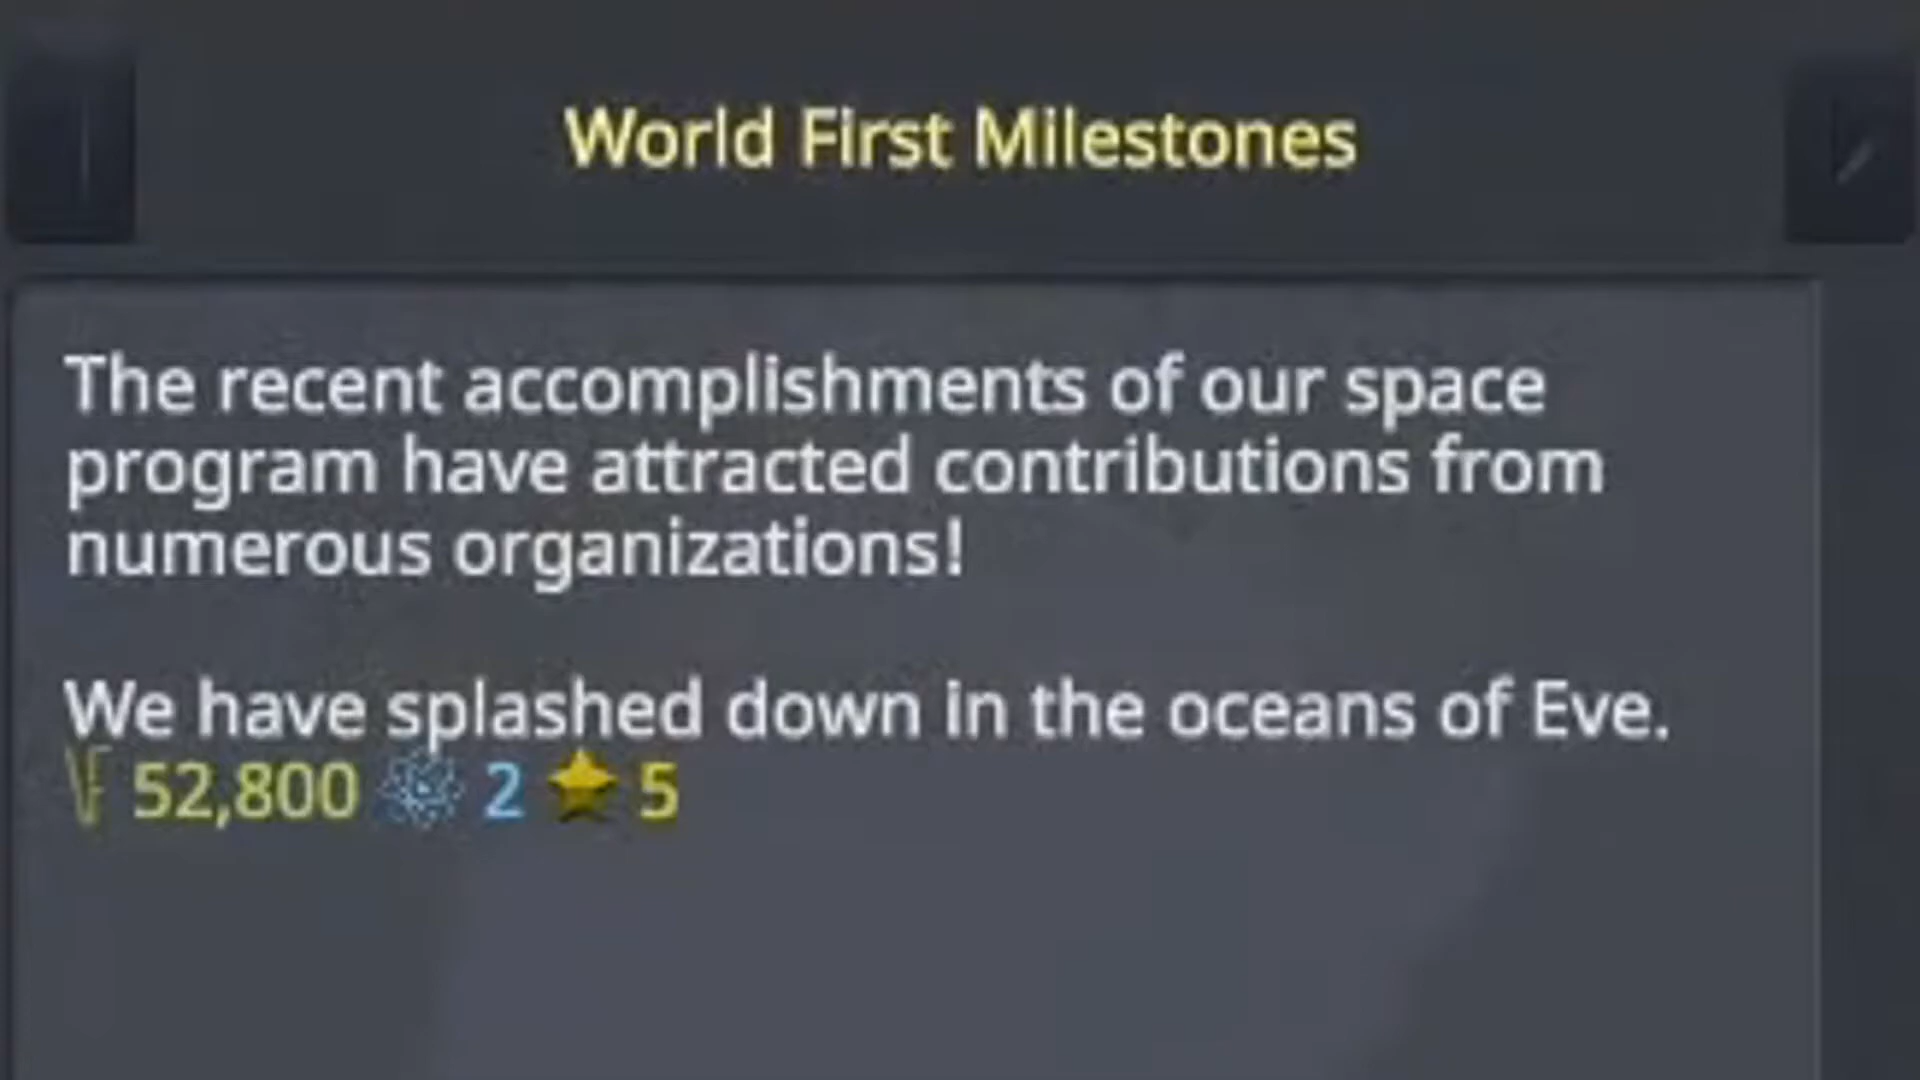 World First Milestones
The recent accomplishments of our space
program have attracted contributions from
numerous organizations!
We have splashed down in the oceans of Eve.
52,800 2 5